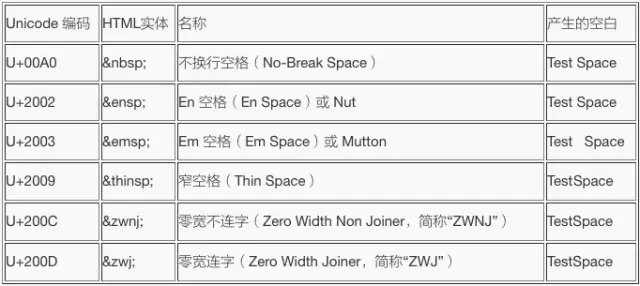 Unicode 编码 HTML实体 名称 产生的空白
U+00A0 &nbsp; 不换行空格（No-Break Space） Test Space
U+2002 &ensp; En 空格（En Space）或 Nut Test Space
U+2003 &emsp; Em 空格（Em Space）或 Mutton Test   Space
U+2009 &thinsp; 窄空格（Thin Space） TestSpace
U+200C &zwnj; 零宽不连字（Zero Width Non Joiner，简称“ZWNJ”） TestSpace
U+200D &zwj; 零宽连字（Zero Width Joiner，简称“ZWJ”） TestSpace